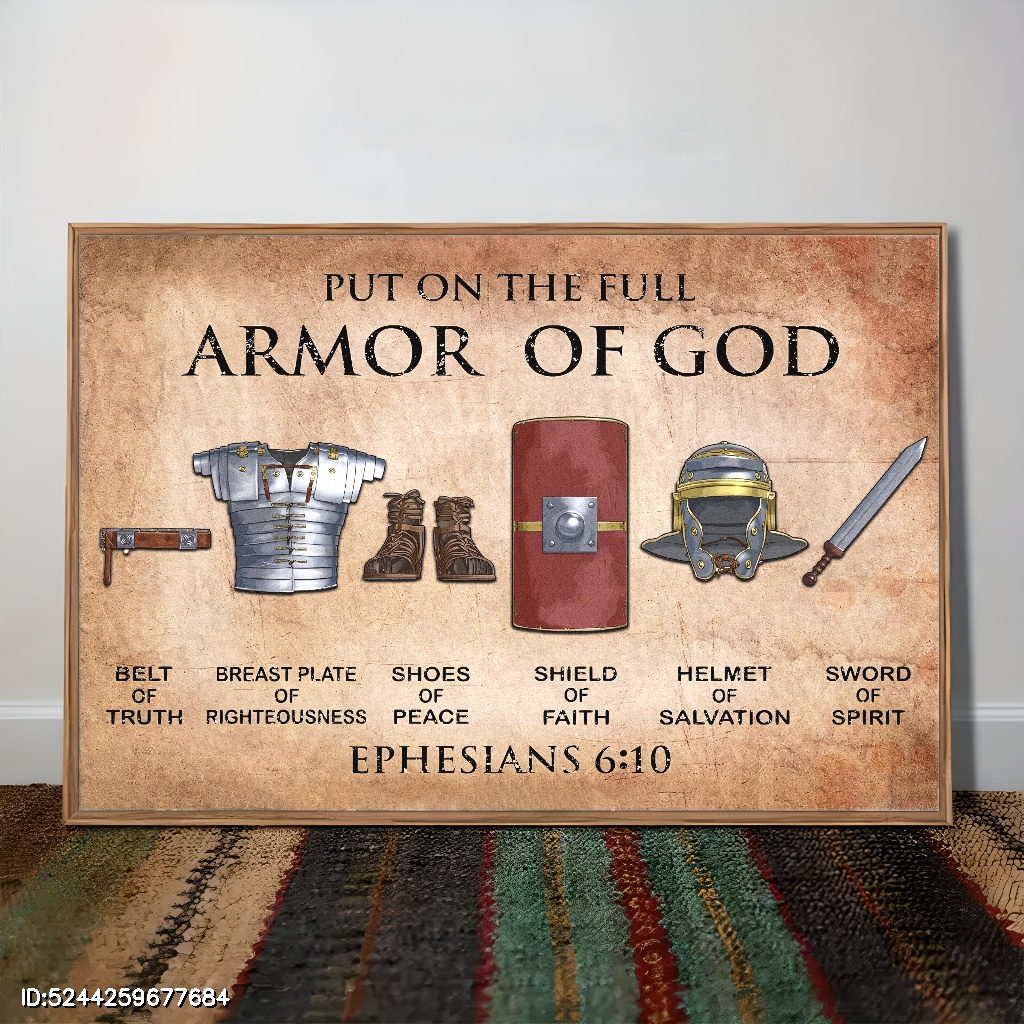 PUT ON THE FULL
ARMOR OF GOD
BELT
OF
TRUTH
BREAST PLATE
OF
RIGHTEOUSNESS
SHOES
OF
PEACE
SHIELD
OF
FAITH
HELMET
OF
SALVATION
SWORD
OF
SPIRIT
EPHESIANS 6:10
ID:5244259677684